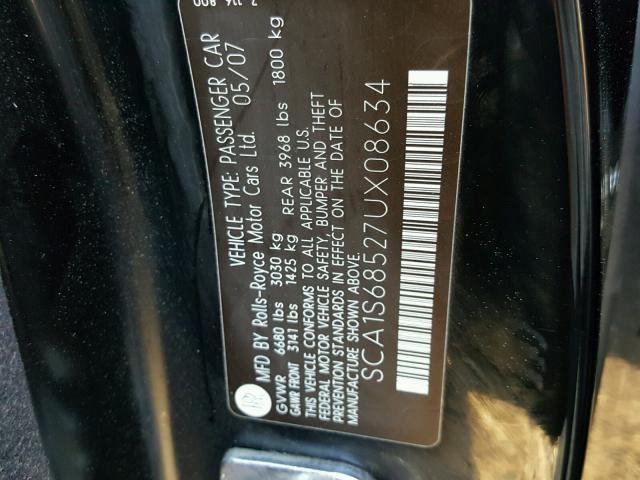 VEHICLE TYPE: PASSENGER CAR
MFD BY Rolls-Royce Motor Cars Ltd. 05/07
GVWR 6680 lbs 3030 kg
GAWR FRONT 3141 lbs 1425 kg REAR 3968 lbs 1800 kg
THIS VEHICLE CONFORMS TO ALL APPLICABLE U.S.
FEDERAL MOTOR VEHICLE SAFETY, BUMPER AND THEFT
PREVENTION STANDARDS IN EFFECT ON THE DATE OF
MANUFACTURE.
SCA1S68527UX08634